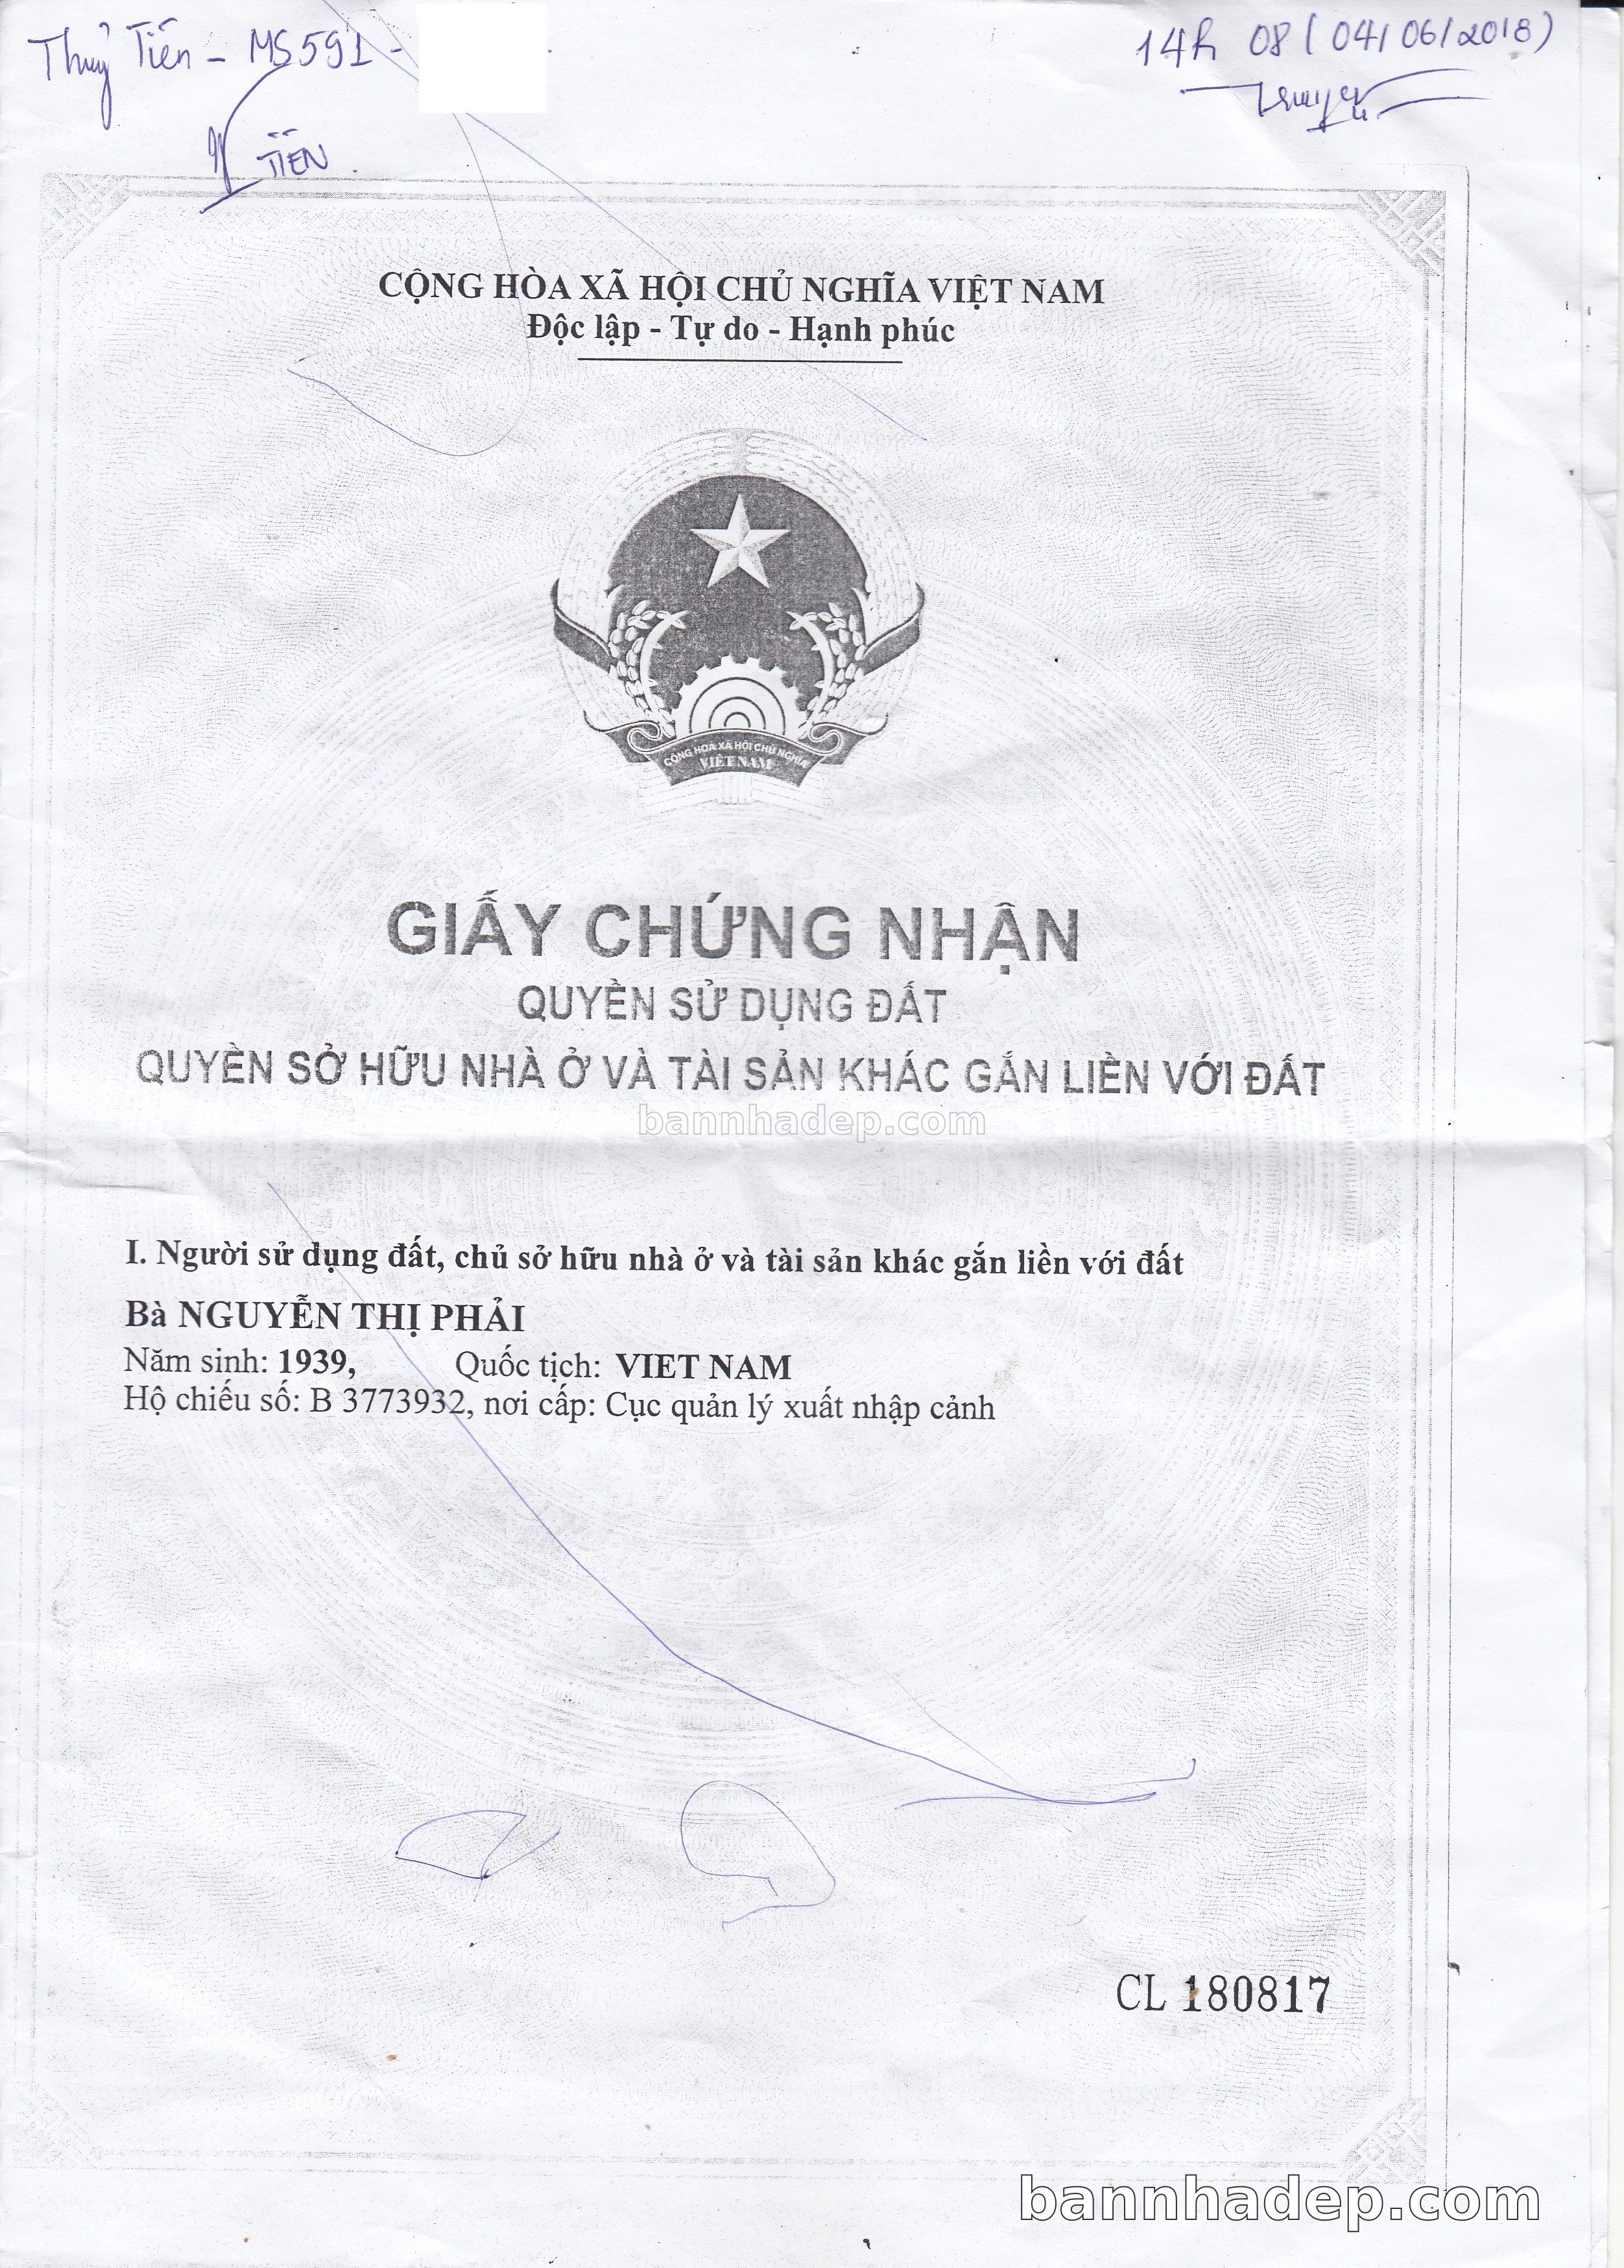 Thuỷ Tiên - MS591 -
14h 08 (04/06/2018)
TIÊN
CỘNG HÒA XÃ HỘI CHỦ NGHĨA VIỆT NAM
Độc lập - Tự do - Hạnh phúc
CỘNG HÒA XÃ HỘI CHỦ NGHĨA
VIỆT NAM
GIẤY CHỨNG NHẬN
QUYỀN SỬ DỤNG ĐẤT
QUYỀN SỞ HỮU NHÀ Ở VÀ TÀI SẢN KHÁC GẮN LIỀN VỚI ĐẤT
bannhadep.com
I. Người sử dụng đất, chủ sở hữu nhà ở và tài sản khác gắn liền với đất
Bà NGUYỄN THỊ PHẢI
Năm sinh: 1939, Quốc tịch: VIET NAM
Hộ chiếu số: B 3773932, nơi cấp: Cục quản lý xuất nhập cảnh
CL 180817
bannhadep.com